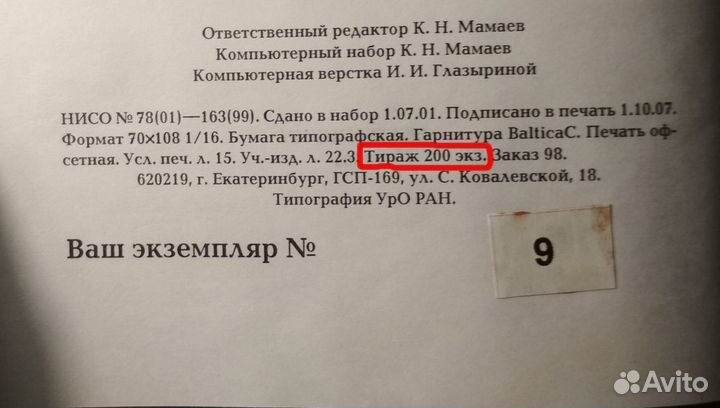 Ответственный редактор К. Н. Мамаев
Компьютерный набор К. Н. Мамаев
Компьютерная верстка И. И. Глазыриной
НИСО № 78(01)—163(99). Сдано в набор 1.07.01. Подписано в печать 1.10.07.
Формат 70×108 1/16. Бумага типографская. Гарнитура BalticaC. Печать оф-
сетная. Усл. печ. л. 15. Уч.-изд. л. 22.3. Тираж 200 экз. Заказ 98.
620219, г. Екатеринбург, ГСП-169, ул. С. Ковалевской, 18.
Типография УрО РАН.
Ваш экземпляр № 9
Avito